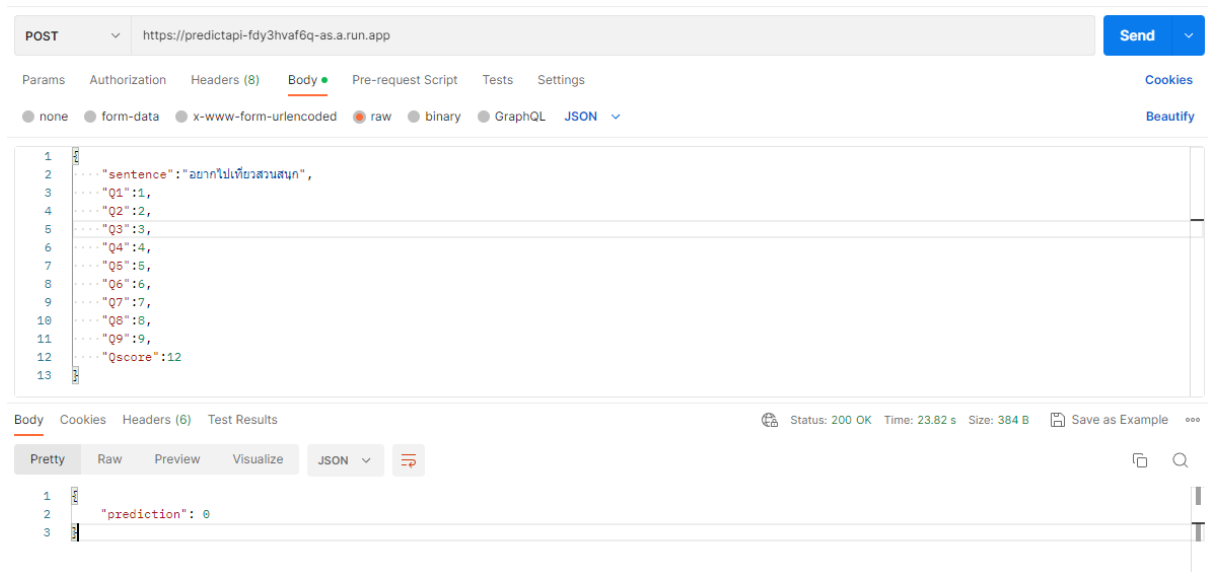 POST https://predictapi-fdy3hvaf6q-as.a.run.app Send
Params Authorization Headers (8) Body Pre-request Script Tests Settings Cookies
none form-data x-www-form-urlencoded raw binary GraphQL JSON Beautify
1 {
2 "sentence":"อยากไปเที่ยวสวนสนุก",
3 "Q1":1,
4 "Q2":2,
5 "Q3":3,
6 "Q4":4,
7 "Q5":5,
8 "Q6":6,
9 "Q7":7,
10 "Q8":8,
11 "Q9":9,
12 "Qscore":12
13 }
Body Cookies Headers (6) Test Results Status: 200 OK Time: 23.82 s Size: 384 B Save as Example
Pretty Raw Preview Visualize JSON
1 {
2 "prediction": 0
3 }